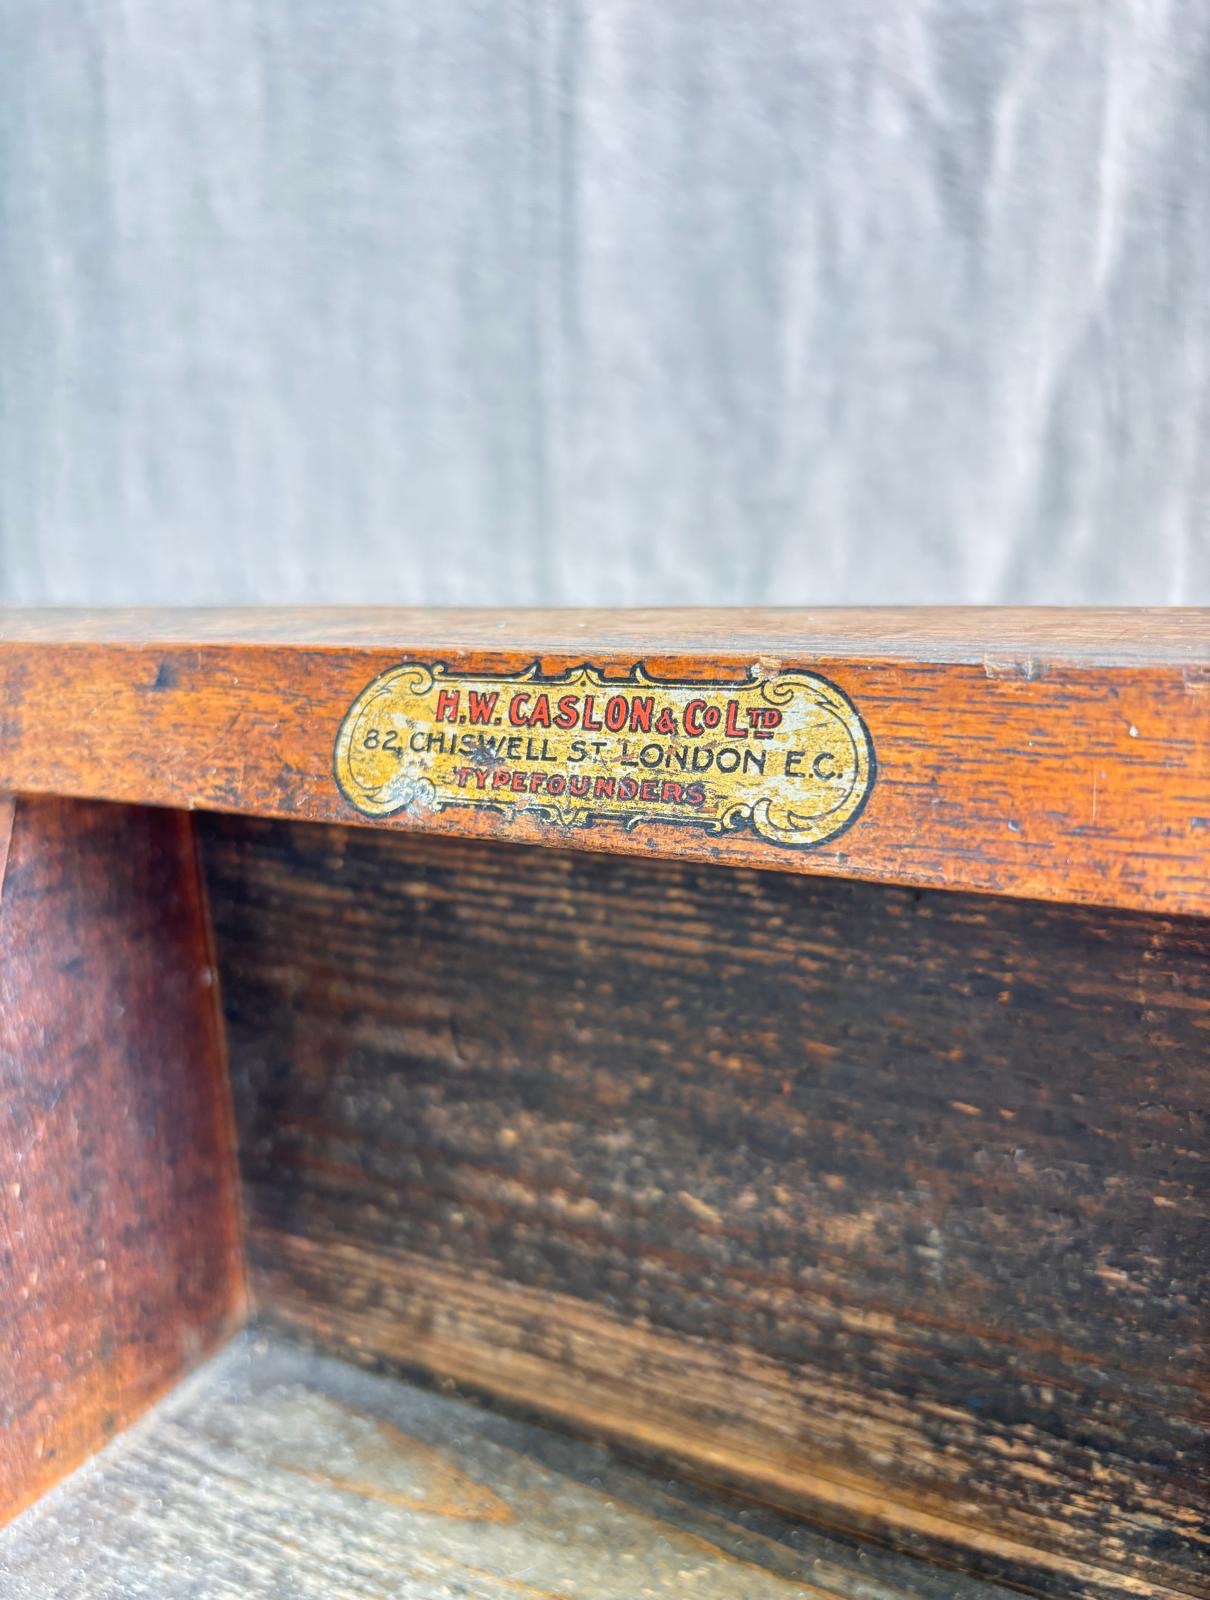 H.W. CASLON & CO LTD
82, CHISWELL ST. LONDON E.C.
TYPEFOUNDERS